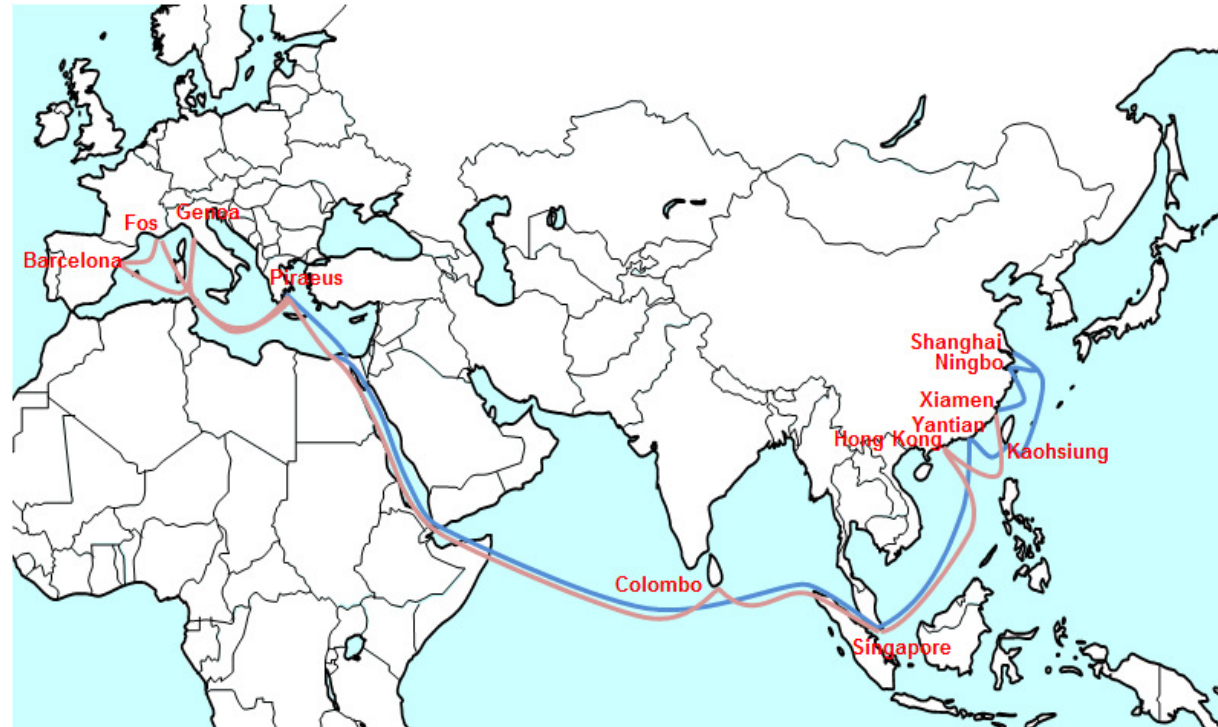 Fos
Genoa
Barcelona
Piraeus
Shanghai
Ningbo
Xiamen
Yantian
Hong Kong
Kaohsiung
Colombo
Singapore